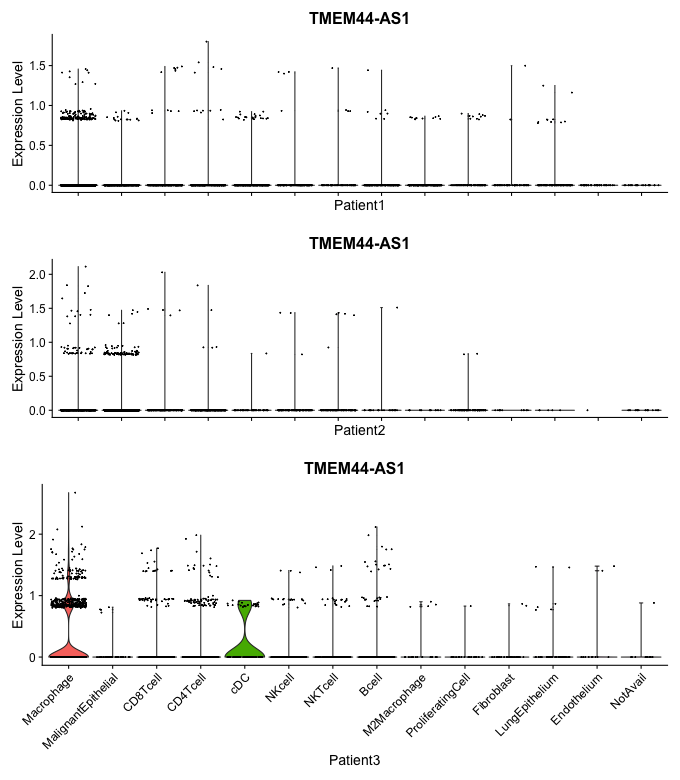 TMEM44-AS1
Expression Level
1.5
1.0
0.5
0.0
Patient1
TMEM44-AS1
Expression Level
2.0
1.5
1.0
0.5
0.0
Patient2
TMEM44-AS1
Expression Level
2
1
0
Macrophage
MalignantEpithelial
CD8Tcell
CD4Tcell
cDC
NKcell
NKTcell
Bcell
M2Macrophage
ProliferatingCell
Fibroblast
LungEpithelium
Endothelium
NotAvail
Patient3